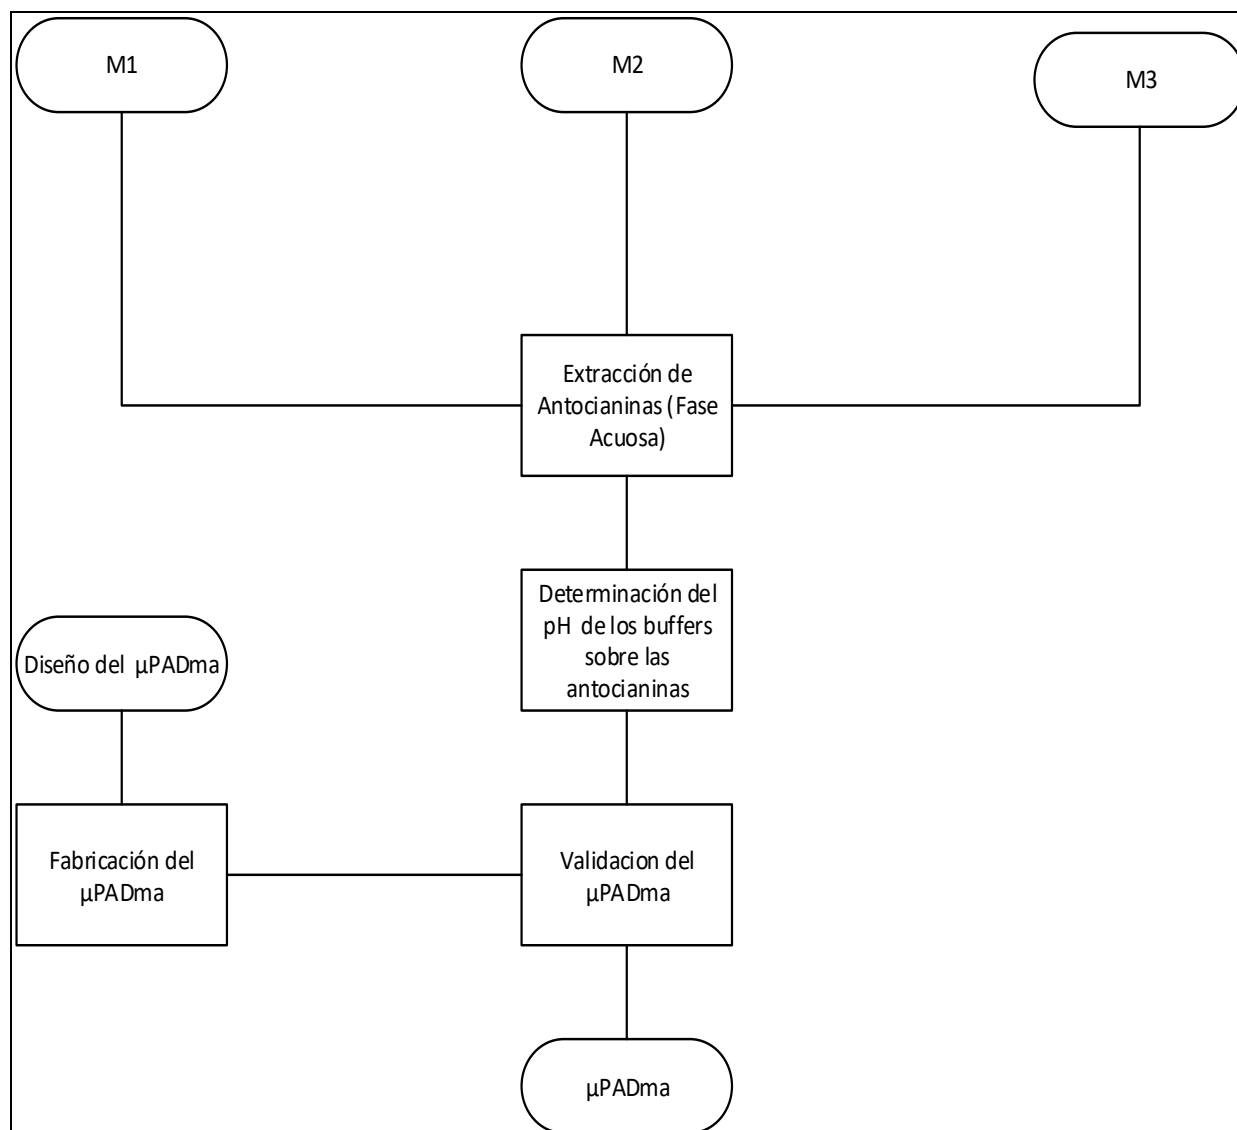 M1
M2
M3
Extracción de
Antocianinas (Fase
Acuosa)
Determinación del
pH de los buffers
sobre las
antocianinas
Diseño del µPADma
Fabricación del
µPADma
Validacion del
µPADma
µPADma